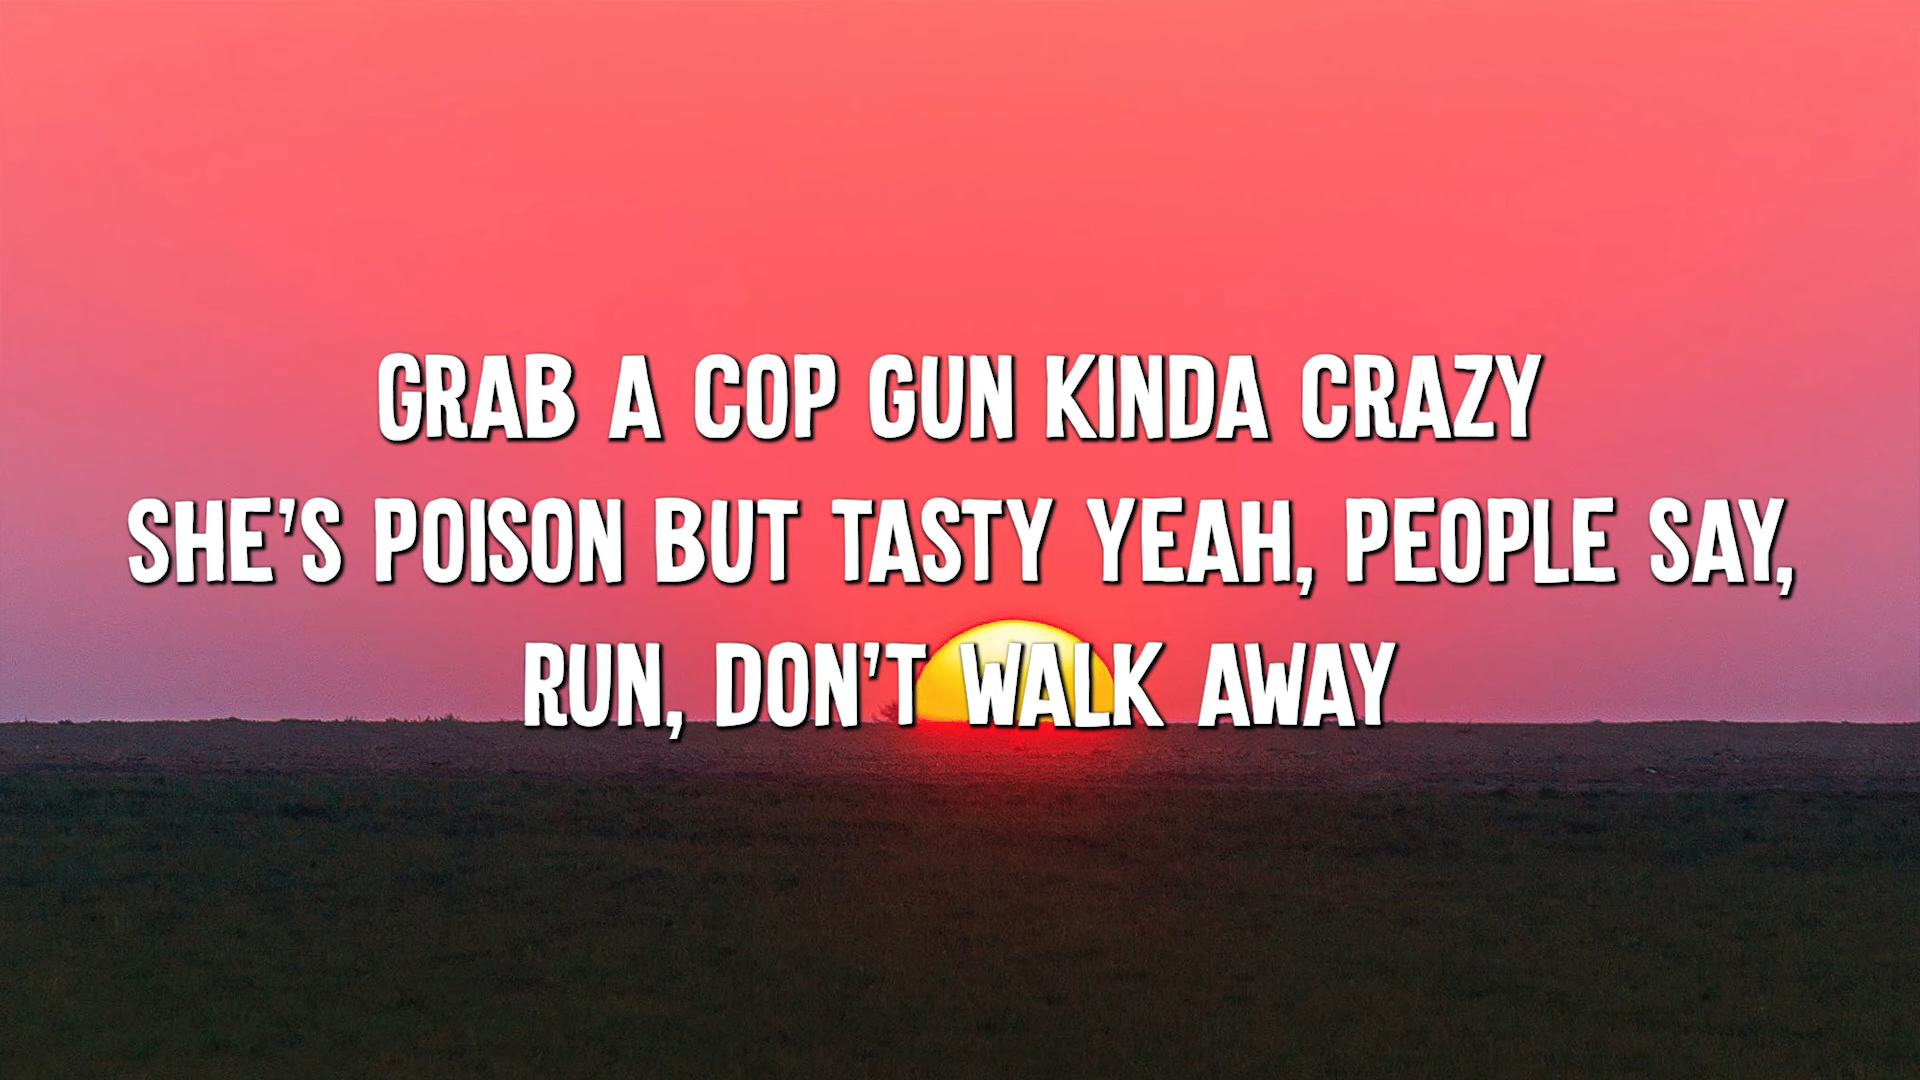 GRAB A COP GUN KINDA CRAZY
SHE'S POISON BUT TASTY YEAH, PEOPLE SAY,
RUN, DON'T WALK AWAY